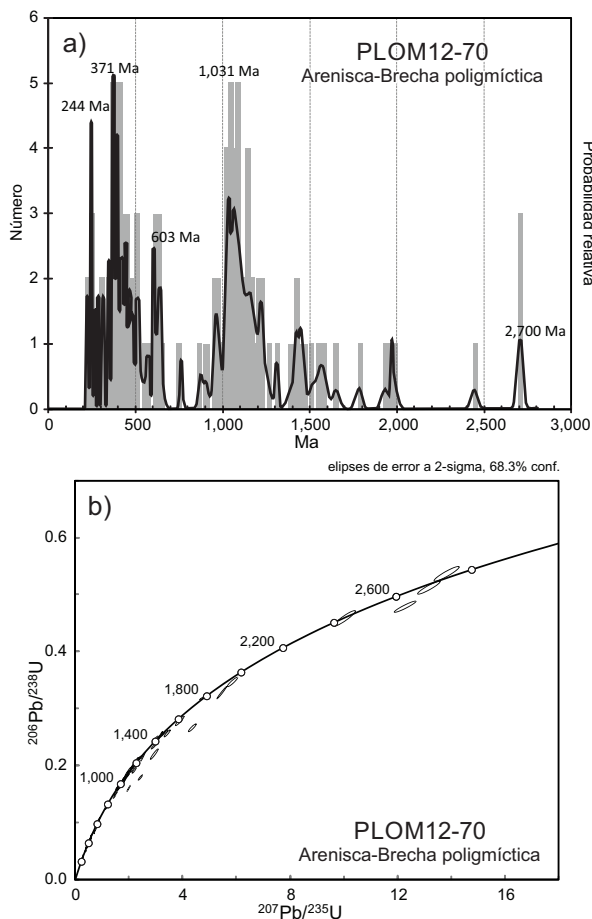 a)
PLOM12-70
Arenisca-Brecha poligmíctica
371 Ma
1,031 Ma
244 Ma
603 Ma
2,700 Ma
Número
Probabilidad relativa
6
5
4
3
2
1
0
0 500 1,000 1,500 2,000 2,500 3,000
Ma
elipses de error a 2-sigma, 68.3% conf.
b)
0.6
0.4
0.2
0.0
2,600
2,200
1,800
1,400
1,000
206Pb/238U
PLOM12-70
Arenisca-Brecha poligmíctica
0 4 8 12 16
207Pb/235U